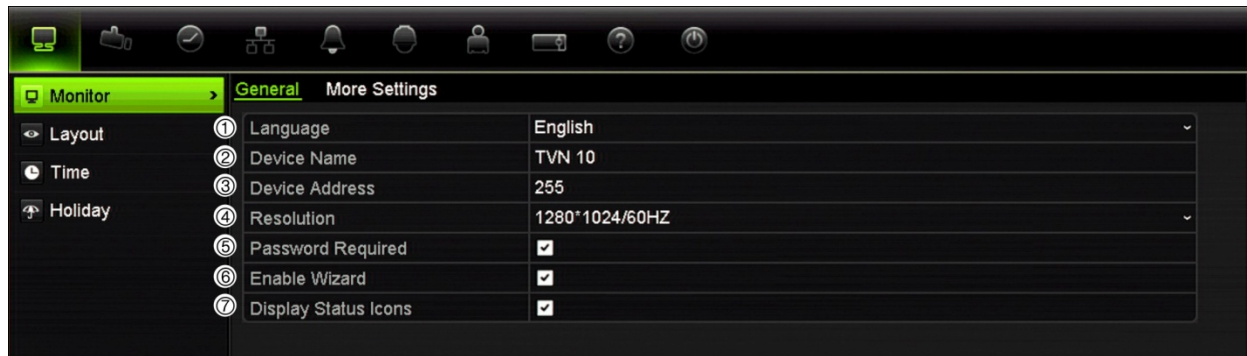 Monitor
Layout
Time
Holiday
General More Settings
① Language English
② Device Name TVN 10
③ Device Address 255
④ Resolution 1280*1024/60HZ
⑤ Password Required
⑥ Enable Wizard
⑦ Display Status Icons